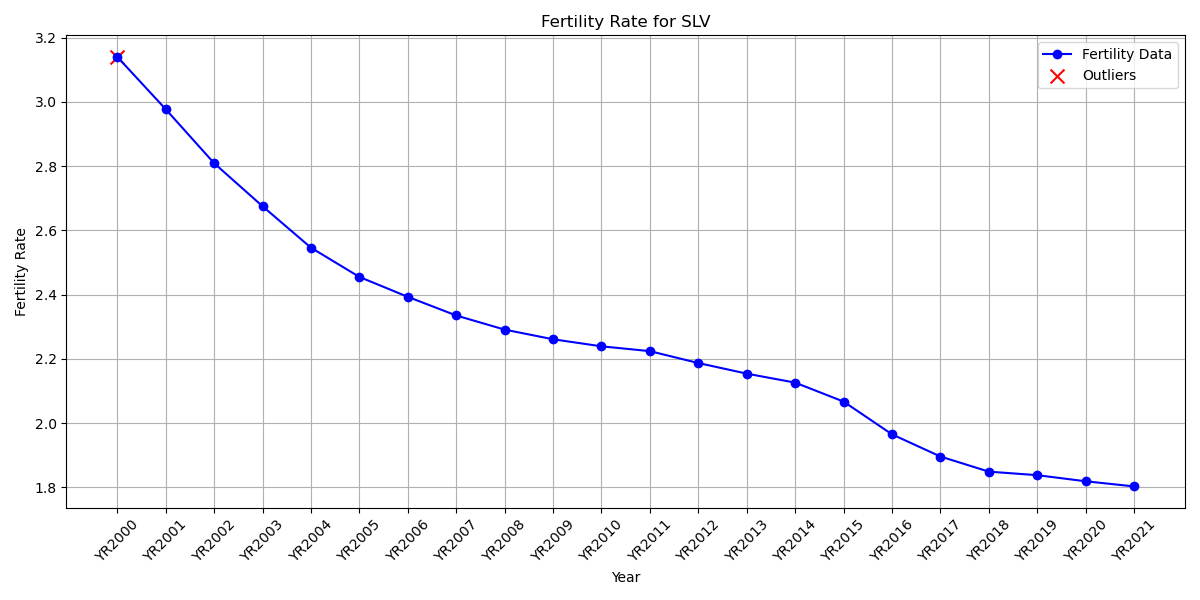 Fertility Rate for SLV
Fertility Data
Outliers
3.2
3.0
2.8
2.6
2.4
2.2
2.0
1.8
Fertility Rate
YR2000
YR2001
YR2002
YR2003
YR2004
YR2005
YR2006
YR2007
YR2008
YR2009
YR2010
YR2011
YR2012
YR2013
YR2014
YR2015
YR2016
YR2017
YR2018
YR2019
YR2020
YR2021
Year